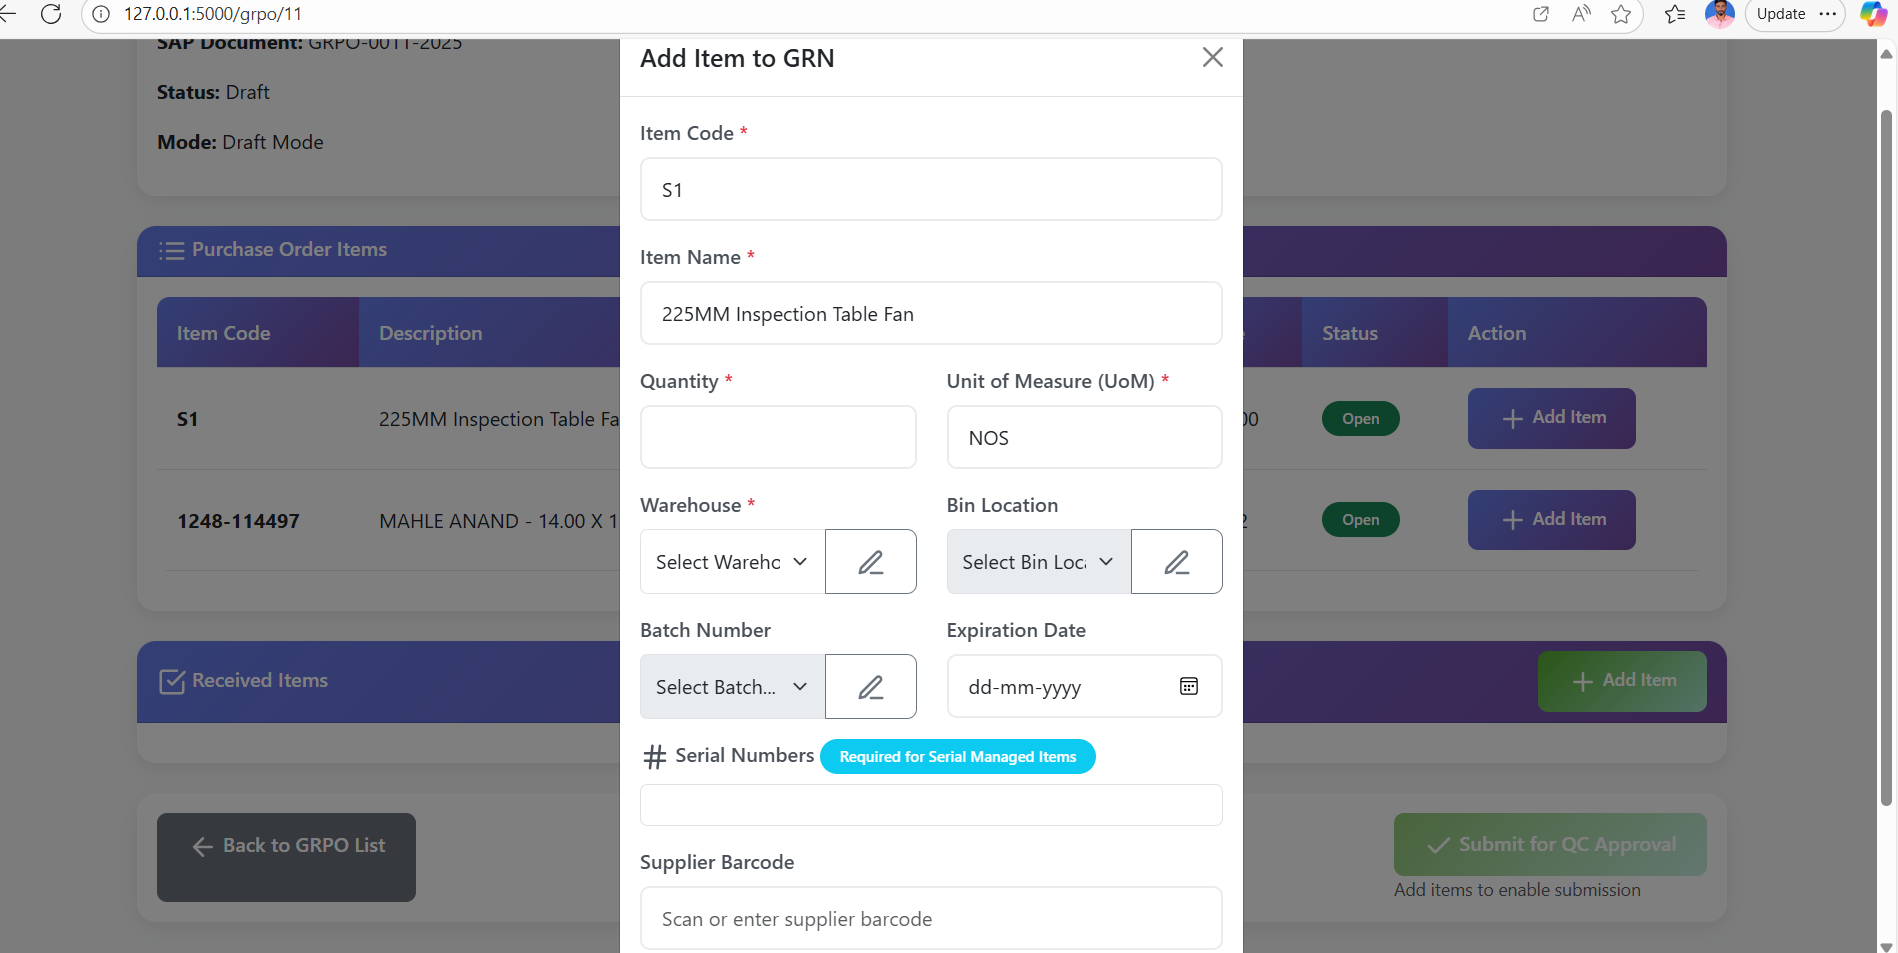 127.0.0.1:5000/grpo/11
Update
SAP Document: GRPO-0011-2025
Status: Draft
Mode: Draft Mode
Purchase Order Items
Item Code Description Status Action
S1 225MM Inspection Table Fa 00 Open Add Item
1248-114497 MAHLE ANAND - 14.00 X 1 2 Open Add Item
Received Items
Add Item
Back to GRPO List
Submit for QC Approval
Add items to enable submission
Add Item to GRN
Item Code *
S1
Item Name *
225MM Inspection Table Fan
Quantity * Unit of Measure (UoM) *
NOS
Warehouse * Bin Location
Select Wareho Select Bin Loca
Batch Number Expiration Date
Select Batch... dd-mm-yyyy
# Serial Numbers Required for Serial Managed Items
Supplier Barcode
Scan or enter supplier barcode